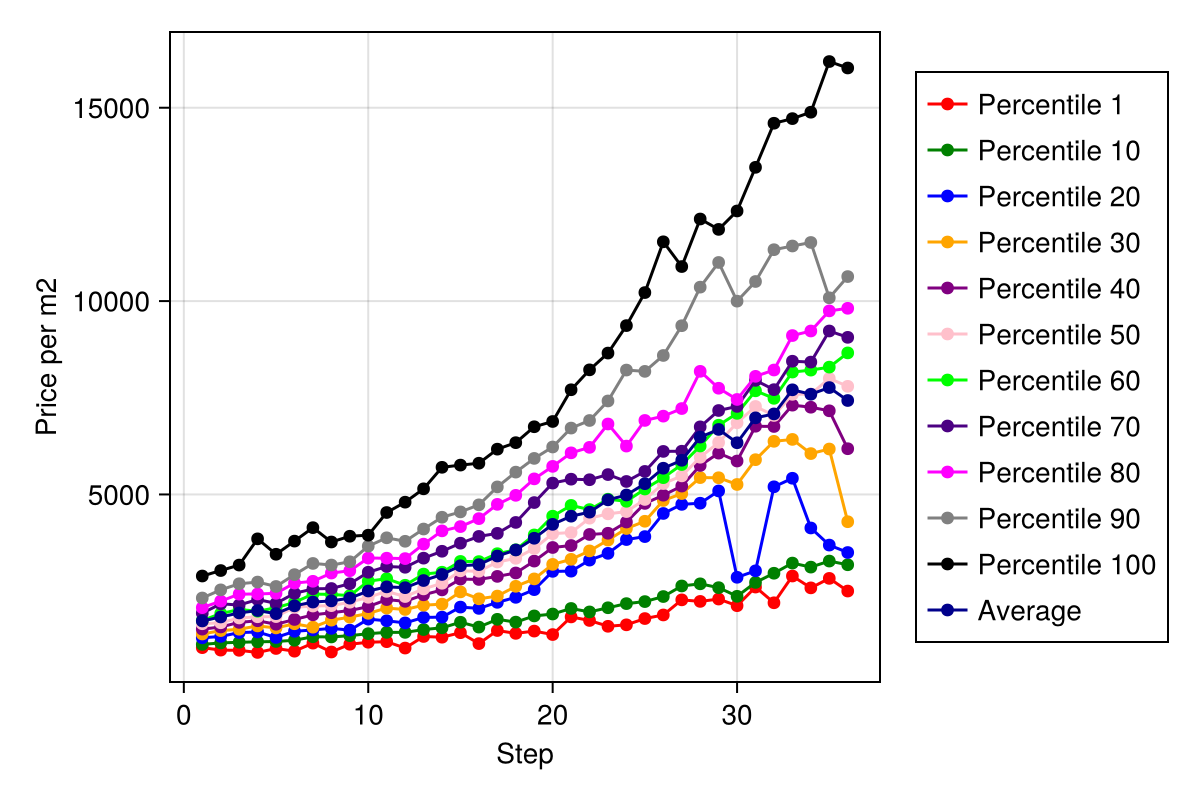 15000
10000
5000
Price per m2
0 10 20 30
Step
Percentile 1
Percentile 10
Percentile 20
Percentile 30
Percentile 40
Percentile 50
Percentile 60
Percentile 70
Percentile 80
Percentile 90
Percentile 100
Average